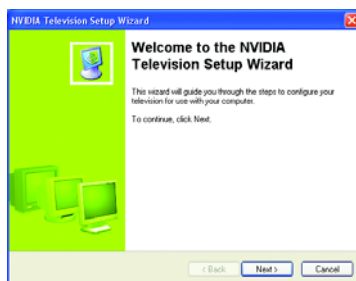 NVIDIA Television Setup Wizard
Welcome to the NVIDIA
Television Setup Wizard
This wizard will guide you through the steps to configure your
television for use with your computer.
To continue, click Next.
< Back
Next >
Cancel